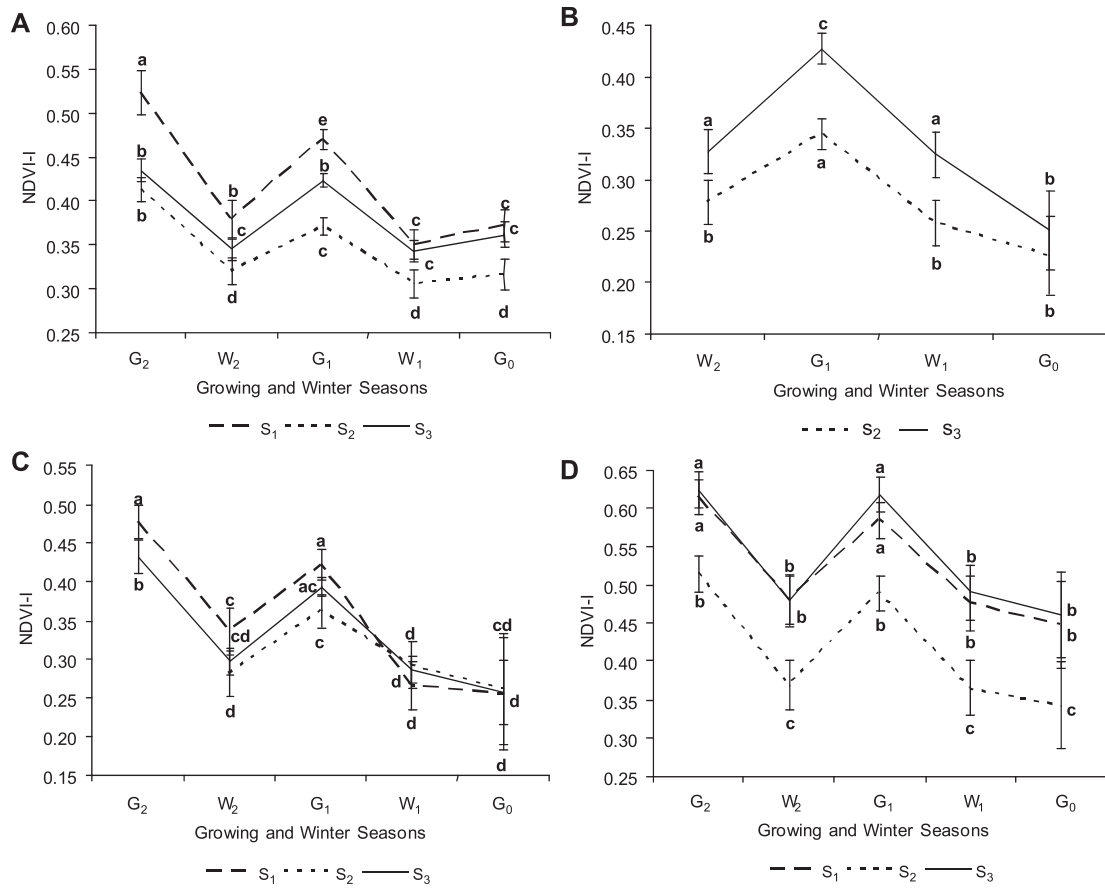 A
0.60
0.55
0.50
0.45
0.40
0.35
0.30
0.25
NDVI-I
a
b
b
b
c
d
e
b
c
c
c
d
c
c
d
G2 W2 G1 W1 G0
Growing and Winter Seasons
S1 S2 S3
B
0.45
0.40
0.35
0.30
0.25
0.20
0.15
NDVI-I
a
b
c
a
a
b
b
b
W2 G1 W1 G0
Growing and Winter Seasons
S2 S3
C
0.55
0.50
0.45
0.40
0.35
0.30
0.25
0.20
0.15
NDVI-I
a
b
c
cd
d
a
ac
c
d
d
d
cd
d
d
G2 W2 G1 W1 G0
Growing and Winter Seasons
S1 S2 S3
D
0.65
0.60
0.55
0.50
0.45
0.40
0.35
0.30
0.25
NDVI-I
a
a
b
b
b
c
a
a
b
b
b
c
b
b
c
G2 W2 G1 W1 G0
Growing and Winter Seasons
S1 S2 S3